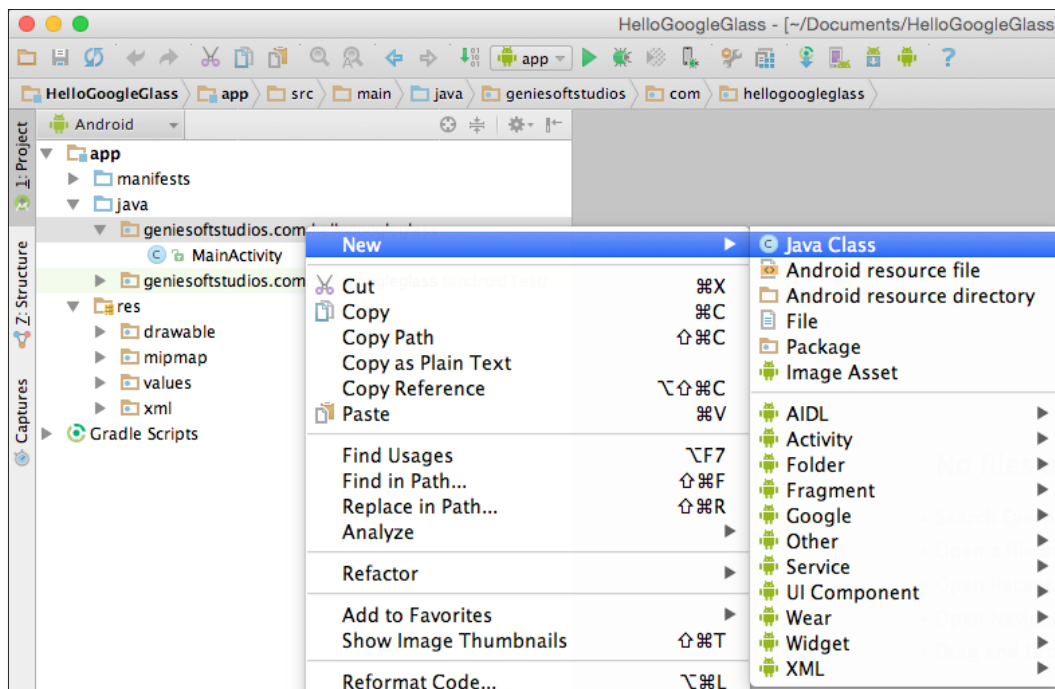 HelloGoogleGlass - [~/Documents/HelloGoogleGlass
app
HelloGoogleGlass app src main java geniesoftstudios com hellogoogleglass
1: Project
Z: Structure
Captures
Android
app
manifests
java
geniesoftstudios.com
MainActivity
geniesoftstudios.com
res
drawable
mipmap
values
xml
Gradle Scripts
New
Cut ⌘X
Copy ⌘C
Copy Path ⇧⌘C
Copy as Plain Text
Copy Reference ⌥⇧⌘C
Paste ⌘V
Find Usages ⌥F7
Find in Path... ⇧⌘F
Replace in Path... ⇧⌘R
Analyze
Refactor
Add to Favorites
Show Image Thumbnails ⇧⌘T
Reformat Code... ⌥⌘L
Java Class
Android resource file
Android resource directory
File
Package
Image Asset
AIDL
Activity
Folder
Fragment
Google
Other
Service
UI Component
Wear
Widget
XML